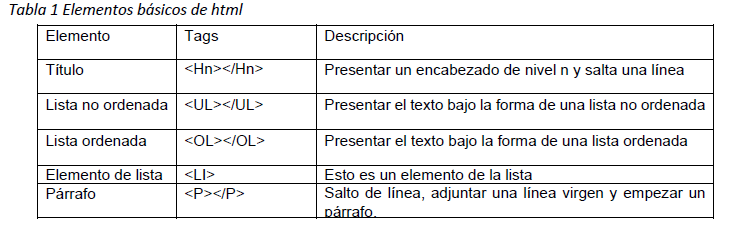 Tabla 1 Elementos básicos de html
Elemento Tags Descripción
Título <Hn></Hn> Presentar un encabezado de nivel n y salta una línea
Lista no ordenada <UL></UL> Presentar el texto bajo la forma de una lista no ordenada
Lista ordenada <OL></OL> Presentar el texto bajo la forma de una lista ordenada
Elemento de lista <LI> Esto es un elemento de la lista
Párrafo <P></P> Salto de línea, adjuntar una línea virgen y empezar un
párrafo.